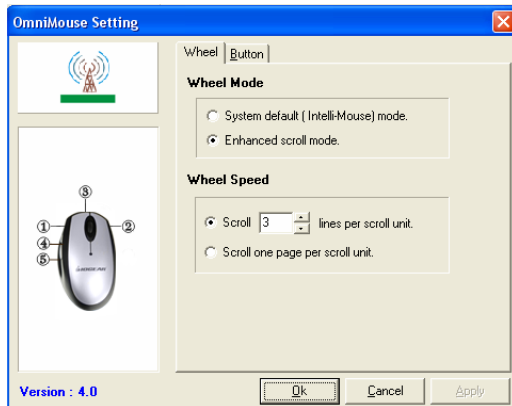 OmniMouse Setting
Wheel Button
Wheel Mode
System default ( Intelli-Mouse) mode.
Enhanced scroll mode.
Wheel Speed
Scroll 3 lines per scroll unit.
Scroll one page per scroll unit.
③
① ②
④
⑤
IOGEAR
Version : 4.0
Ok Cancel Apply